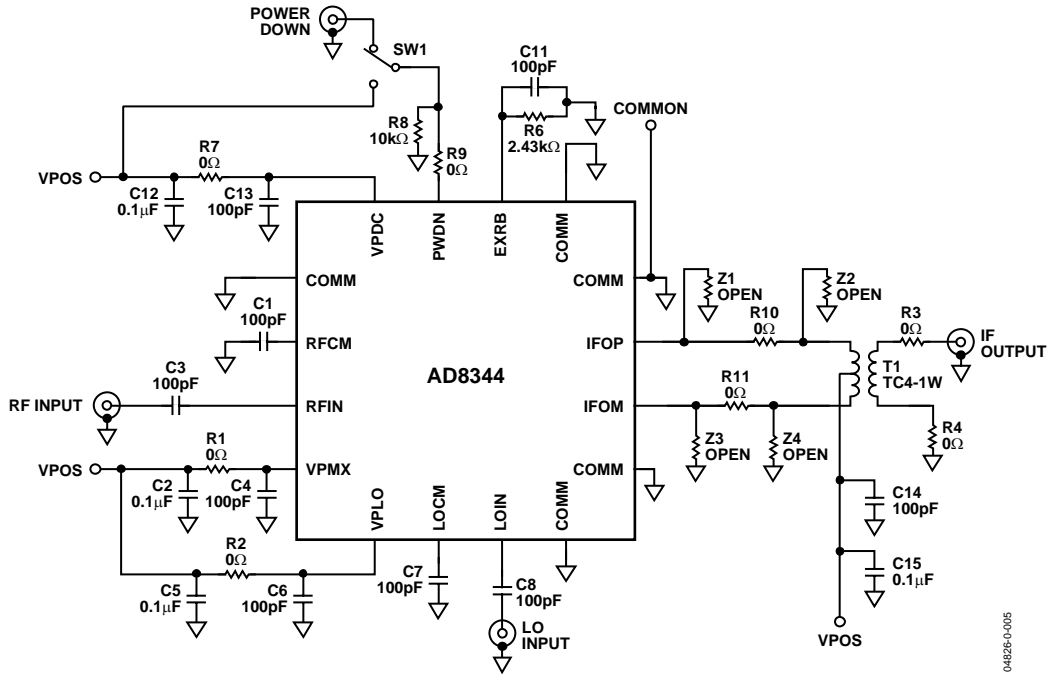 POWER
DOWN
SW1
C11
100pF
R8
10kΩ
R6
2.43kΩ
COMMON
R7
0Ω
R9
0Ω
VPOS
C12
0.1μF
C13
100pF
VPDC
PWDN
EXRB
COMM
COMM
COMM
Z1
OPEN
Z2
OPEN
C1
100pF
R10
0Ω
R3
0Ω
RFCM
IFOP
IF
OUTPUT
AD8344
T1
TC4-1W
C3
100pF
R11
0Ω
RF INPUT
RFIN
IFOM
R4
0Ω
R1
0Ω
Z3
OPEN
Z4
OPEN
VPOS
VPMX
COMM
C2
0.1μF
C4
100pF
VPLO
LOCM
LOIN
COMM
C14
100pF
R2
0Ω
C5
0.1μF
C6
100pF
C7
100pF
C8
100pF
C15
0.1μF
LO
INPUT
VPOS
04826-0-005